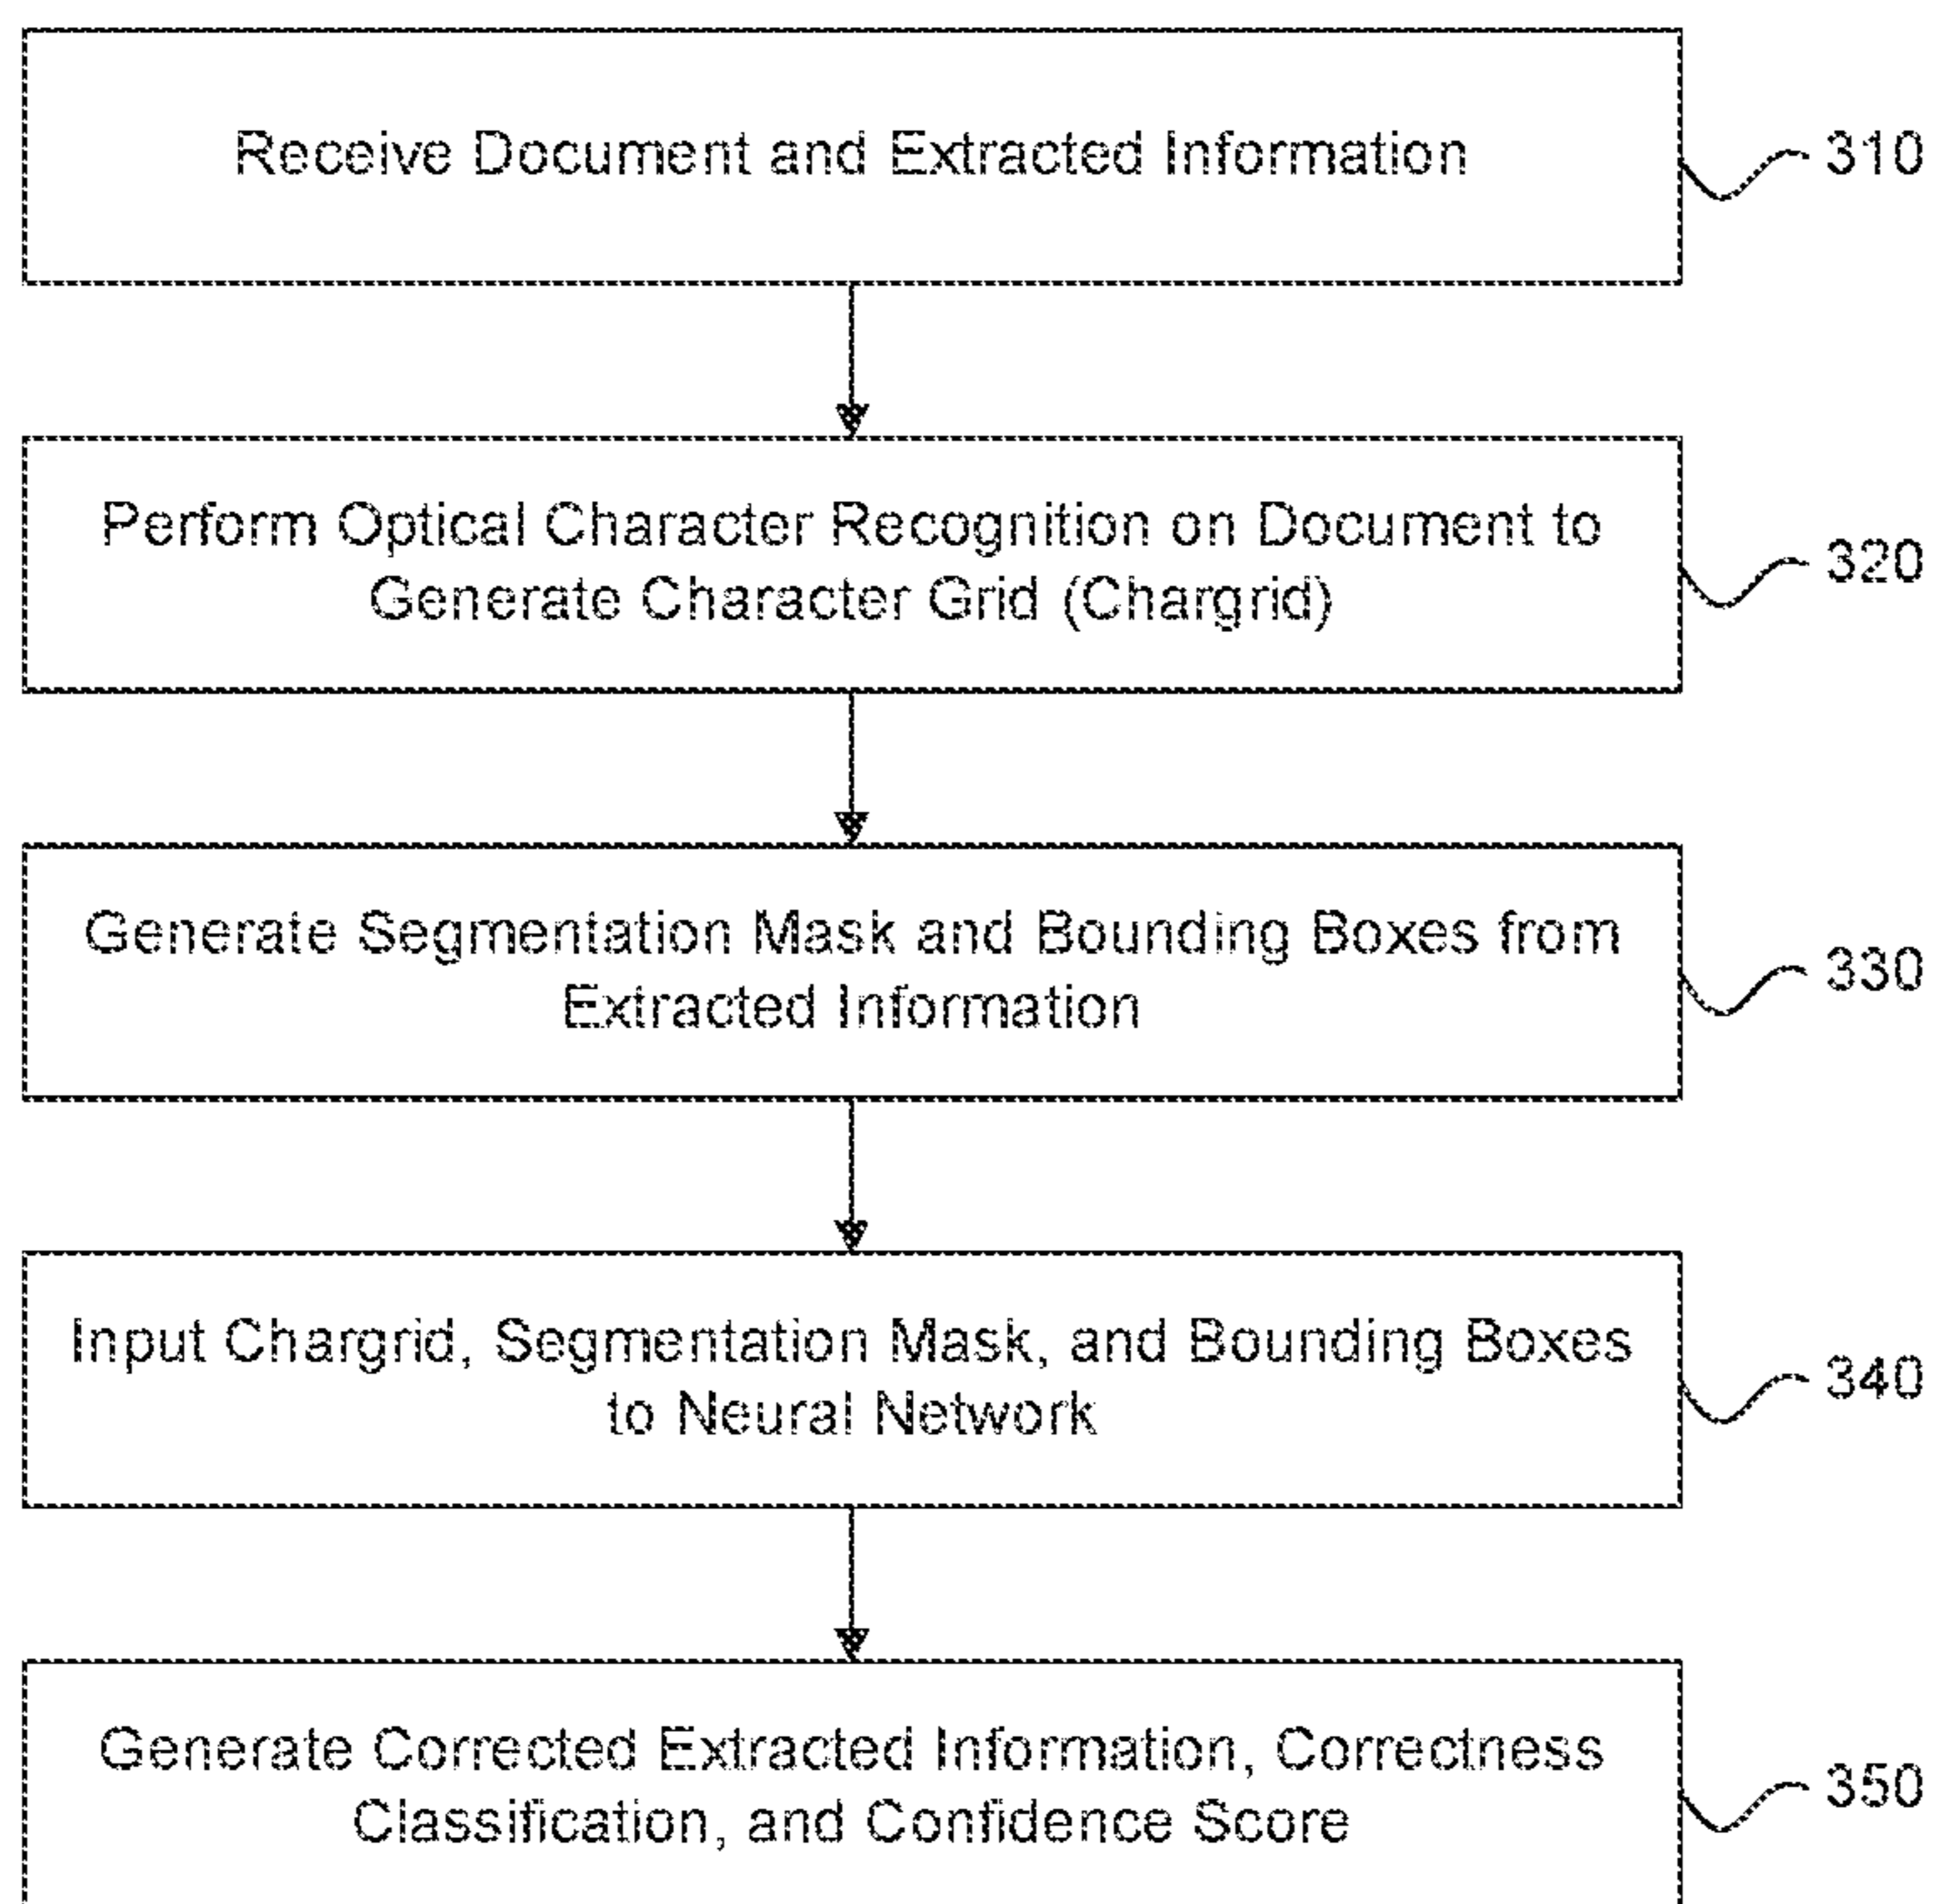 Receive Document and Extracted Information
310
Perform Optical Character Recognition on Document to
Generate Character Grid (Chargrid)
320
Generate Segmentation Mask and Bounding Boxes from
Extracted Information
330
Input Chargrid, Segmentation Mask, and Bounding Boxes
to Neural Network
340
Generate Corrected Extracted Information, Correctness
Classification, and Confidence Score
350